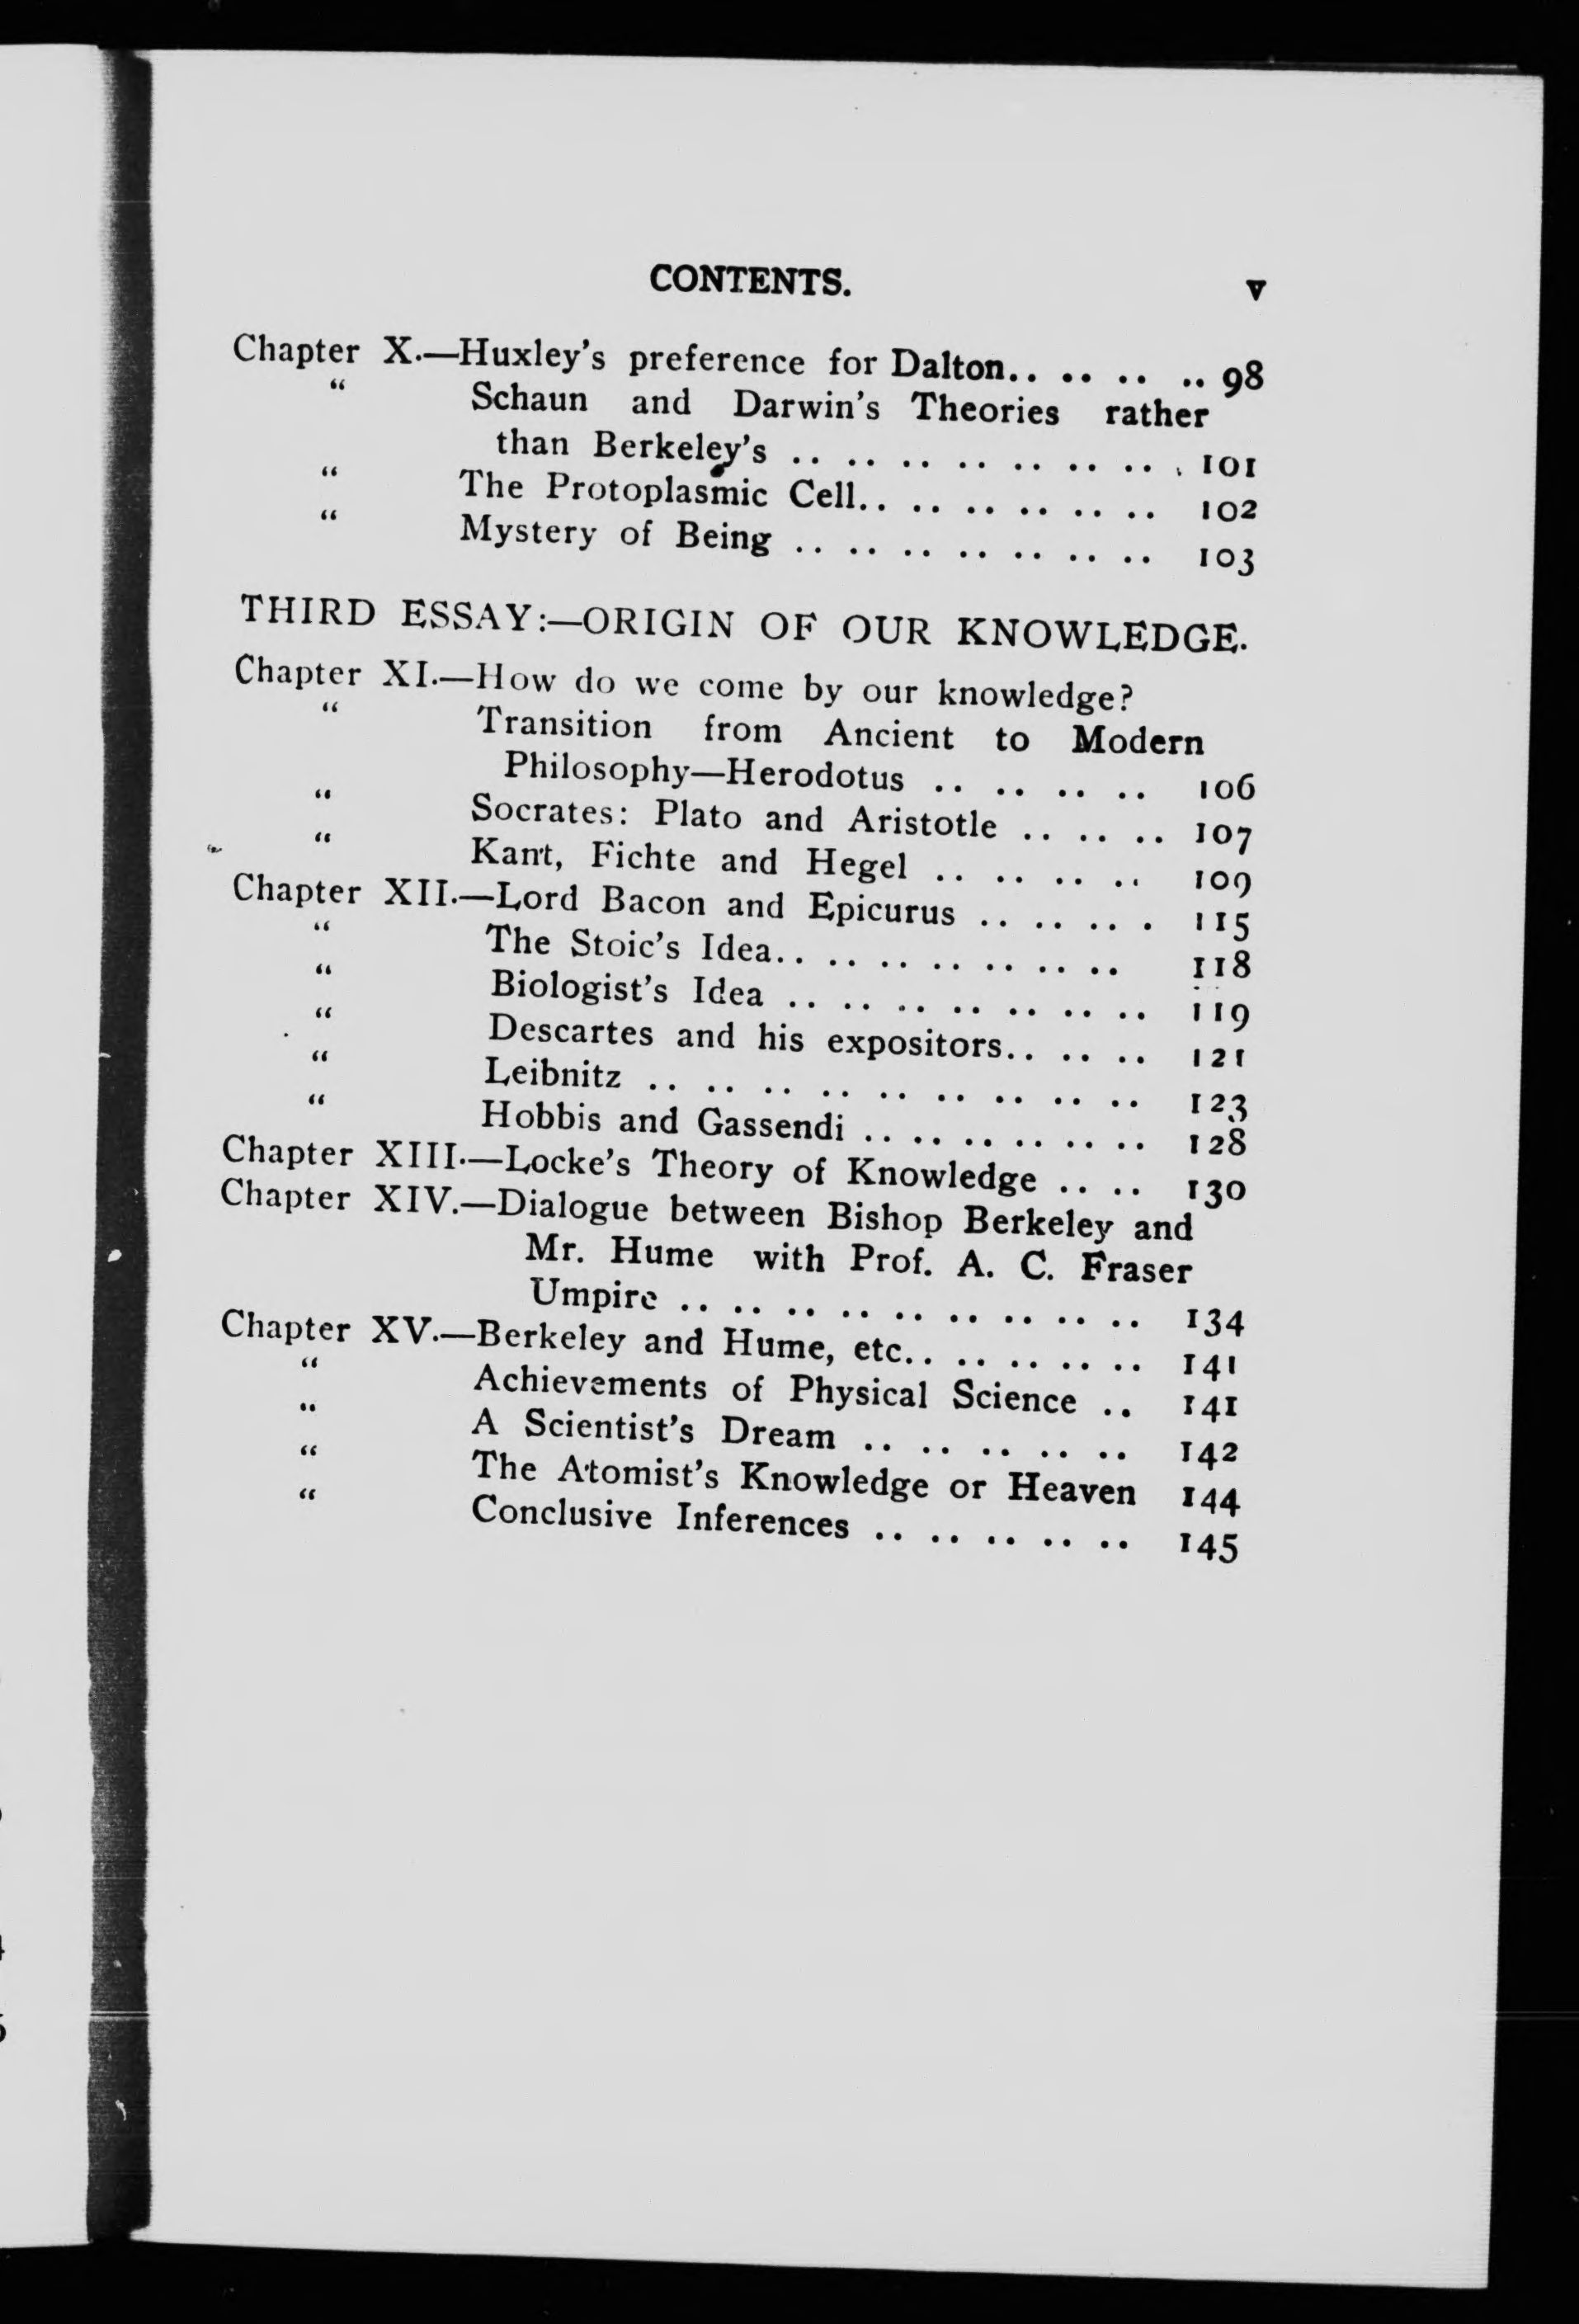 CONTENTS. v
Chapter X.—Huxley's preference for Dalton.. .. .. .. 98
“ Schaun and Darwin's Theories rather
than Berkeley's .. .. .. .. .. .. .. . 101
“ The Protoplasmic Cell.. .. .. .. .. .. 102
“ Mystery of Being .. .. .. .. .. .. .. 103
THIRD ESSAY:—ORIGIN OF OUR KNOWLEDGE.
Chapter XI.—How do we come by our knowledge?
“ Transition from Ancient to Modern
Philosophy—Herodotus .. .. .. .. 106
“ Socrates: Plato and Aristotle .. .. .. 107
“ Kant, Fichte and Hegel .. .. .. .. 109
Chapter XII.—Lord Bacon and Epicurus .. .. .. . 115
“ The Stoic's Idea.. .. .. .. .. .. .. 118
“ Biologist's Idea .. .. .. .. .. .. .. 119
“ Descartes and his expositors.. .. .. 121
“ Leibnitz .. .. .. .. .. .. .. .. .. 123
“ Hobbis and Gassendi .. .. .. .. .. .. 128
Chapter XIII.—Locke's Theory of Knowledge .. .. 130
Chapter XIV.—Dialogue between Bishop Berkeley and
Mr. Hume with Prof. A. C. Fraser
Umpire .. .. .. .. .. .. .. .. .. 134
Chapter XV.—Berkeley and Hume, etc.. .. .. .. .. 141
“ Achievements of Physical Science .. 141
“ A Scientist's Dream .. .. .. .. .. 142
“ The Atomist's Knowledge or Heaven 144
“ Conclusive Inferences .. .. .. .. .. 145